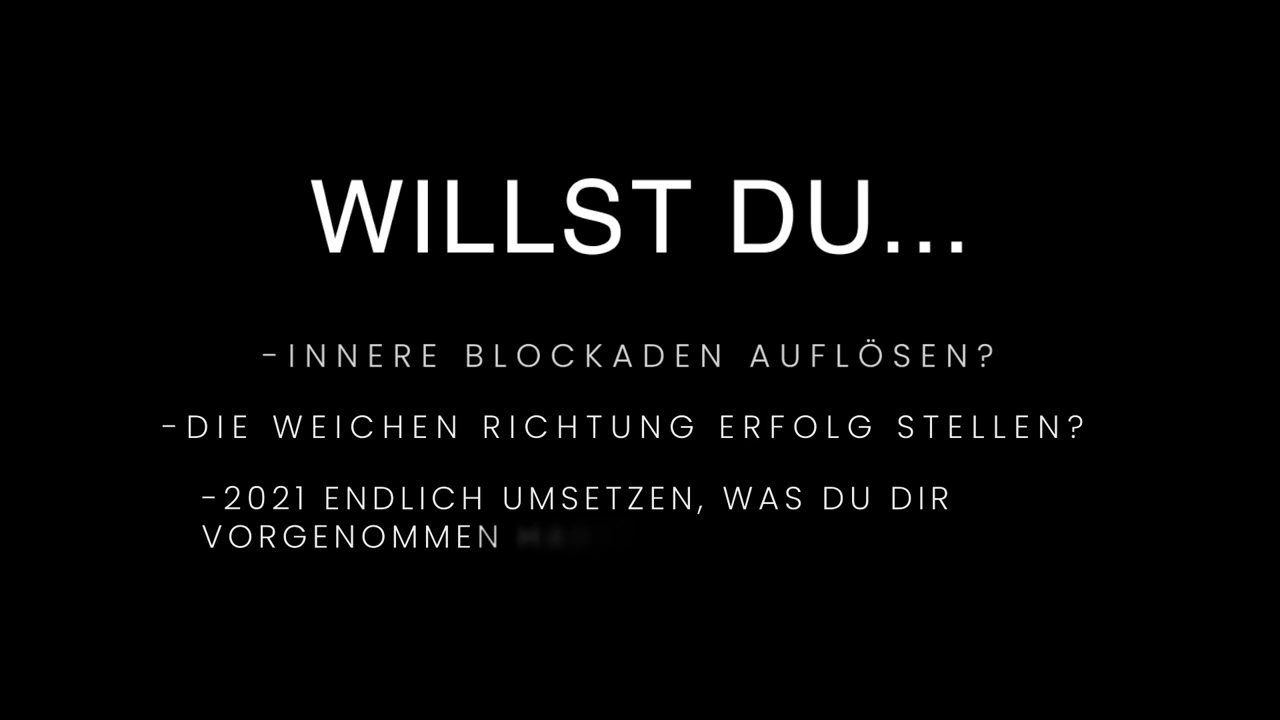 WILLST DU...
-INNERE BLOCKADEN AUFLÖSEN?
-DIE WEICHEN RICHTUNG ERFOLG STELLEN?
-2021 ENDLICH UMSETZEN, WAS DU DIR
VORGENOMMEN